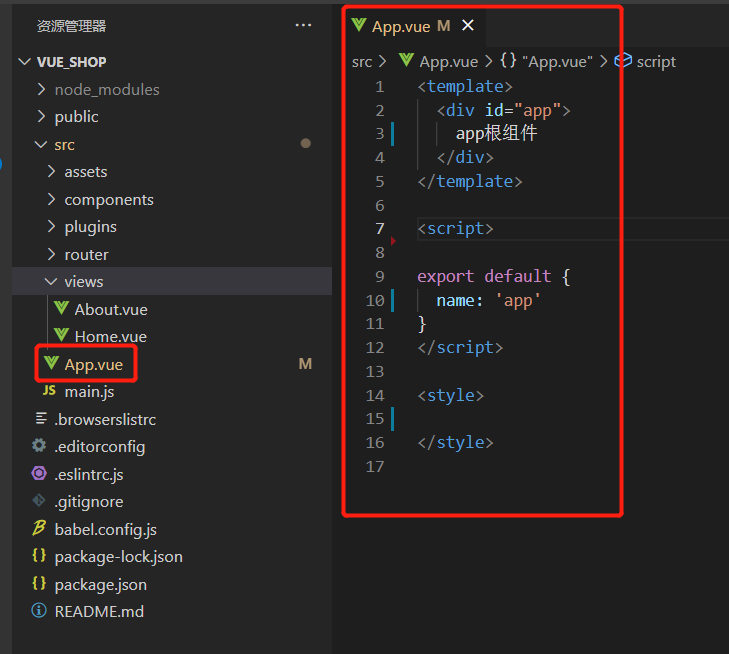 资源管理器 ···
VUE_SHOP
node_modules
public
src
assets
components
plugins
router
views
About.vue
Home.vue
App.vue M
JS main.js
.browserslistrc
.editorconfig
.eslintrc.js
.gitignore
babel.config.js
{} package-lock.json
{} package.json
README.md
App.vue M ×
src > App.vue > {} "App.vue" > script
1 <template>
2 <div id="app">
3 app根组件
4 </div>
5 </template>
6
7 <script>
8
9 export default {
10 name: 'app'
11 }
12 </script>
13
14 <style>
15
16 </style>
17